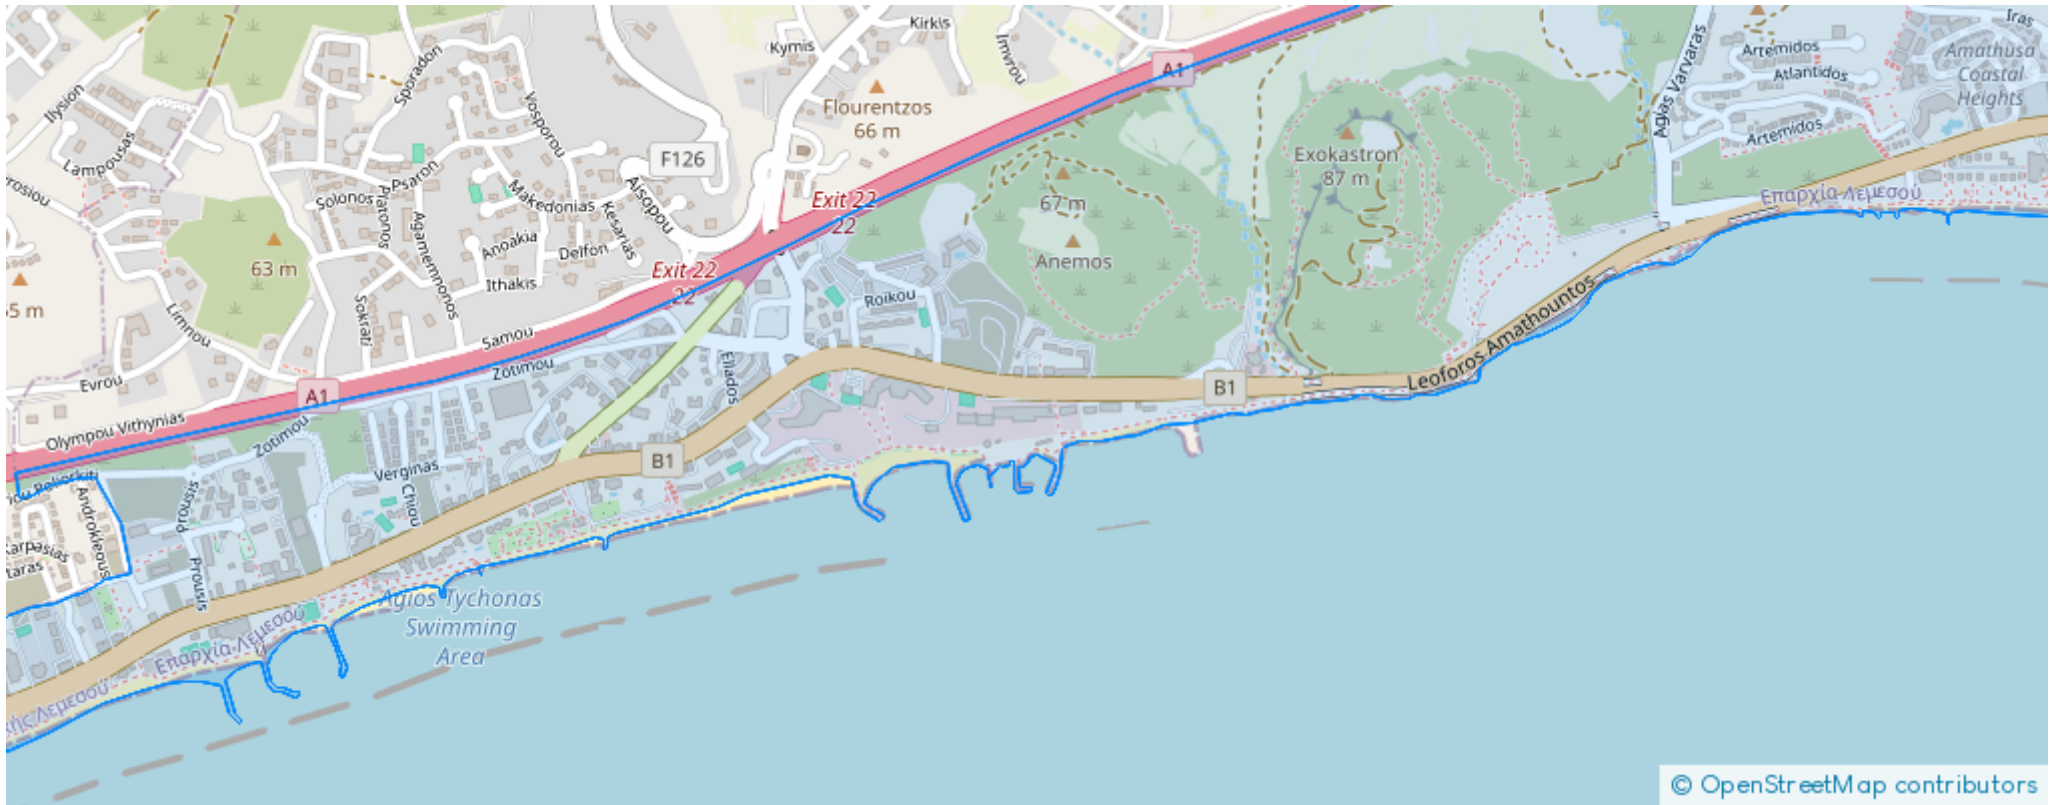 Kirkis
Kymis
Imvrou
A1
Iras
Artemidos
Atlantidos
Amathusa
Coastal
Heights
Agias Varvaras
Artemidos
Ilysion
Sporadon
Vosporou
Lampousas
Flourentzos
66 m
F126
Exokastron
87 m
Psaron
Solonos
Platonos
Makedonias
Aisopou
Kesarias
Exit 22
22
67 m
Επαρχία Λεμεσού
Agamemnonos
Anoakia
Delfon
Ithakis
63 m
Anemos
Exit 22
22
Roikou
Sokrati
Limnou
Samou
Zotimou
Leoforos Amathountos
Eliados
Evrou
A1
B1
Olympou Vithynias
Zotimou
Verginas
Chiou
B1
Androkleous
Prousis
Karpasias
Prousis
Agios Tychonas
Swimming
Area
Επαρχία Λεμεσού
Λεμεσού
© OpenStreetMap contributors